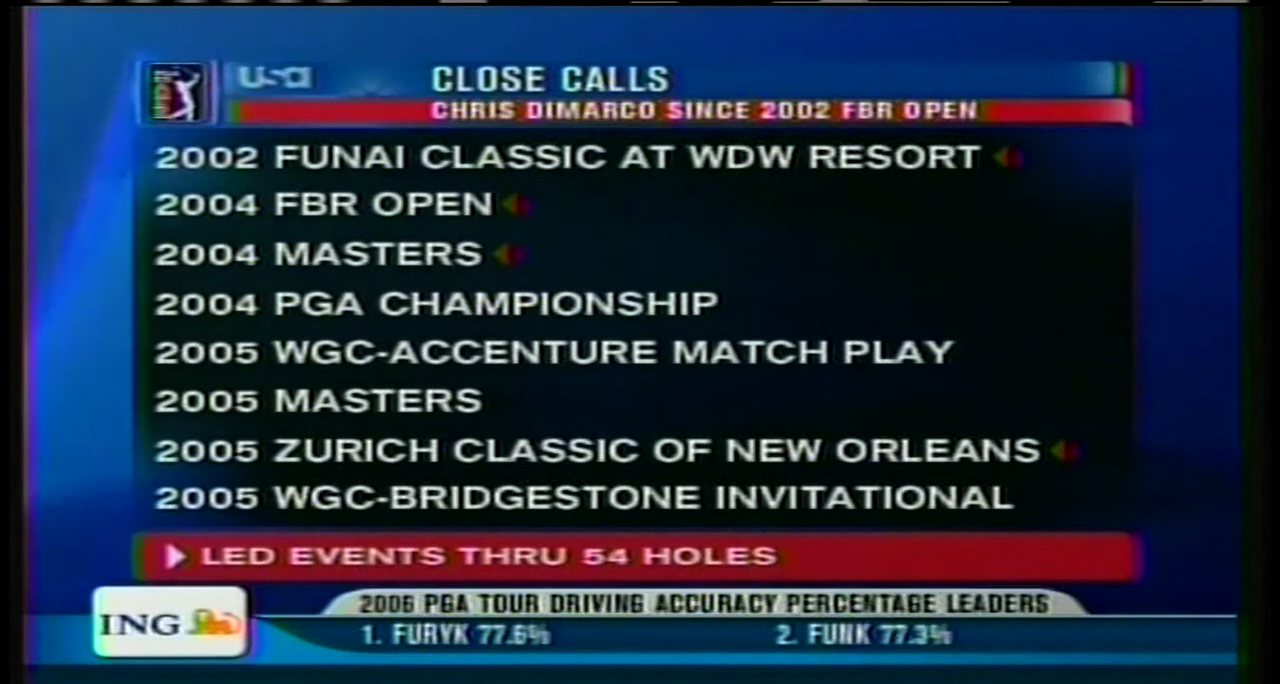 usa CLOSE CALLS
CHRIS DIMARCO SINCE 2002 FBR OPEN
2002 FUNAI CLASSIC AT WDW RESORT
2004 FBR OPEN
2004 MASTERS
2004 PGA CHAMPIONSHIP
2005 WGC-ACCENTURE MATCH PLAY
2005 MASTERS
2005 ZURICH CLASSIC OF NEW ORLEANS
2005 WGC-BRIDGESTONE INVITATIONAL
LED EVENTS THRU 54 HOLES
2006 PGA TOUR DRIVING ACCURACY PERCENTAGE LEADERS
ING
1. FURYK 77.6% 2. FUNK 77.3%